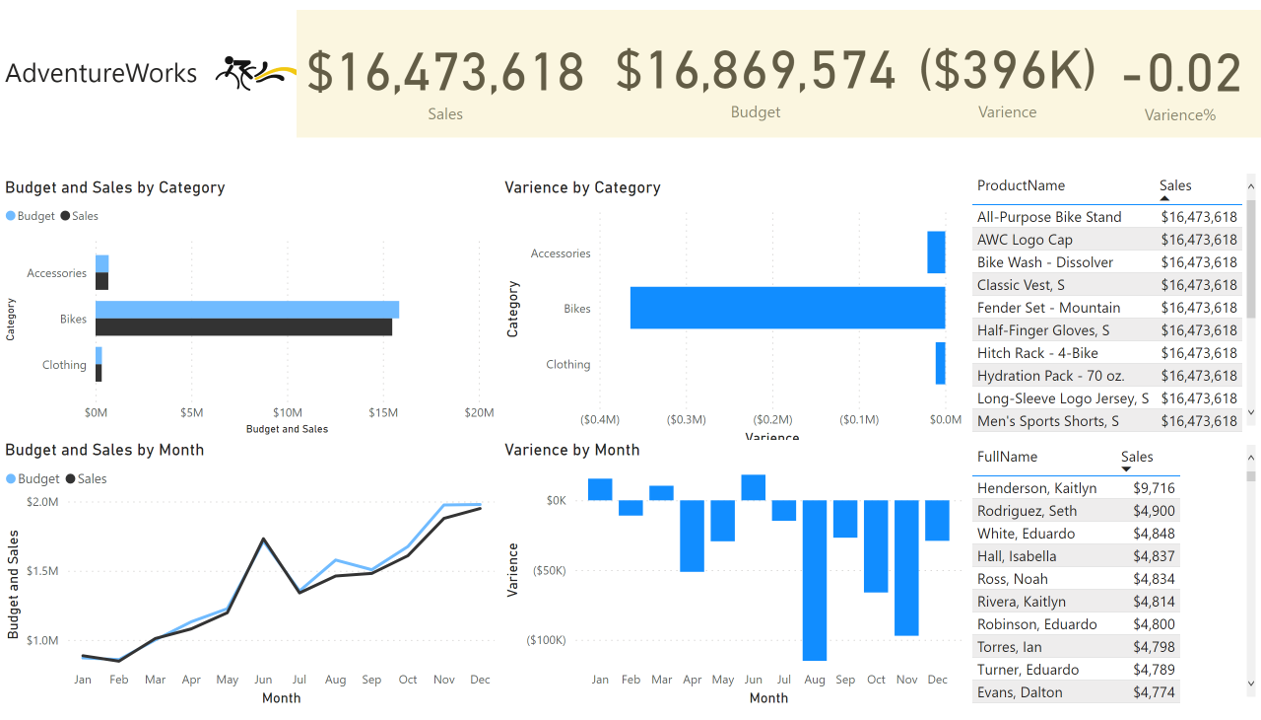 AdventureWorks
$16,473,618 $16,869,574 ($396K) -0.02
Sales Budget Varience Varience%
Budget and Sales by Category
Budget Sales
Category
Accessories
Bikes
Clothing
$0M $5M $10M $15M $20M
Budget and Sales
Varience by Category
Category
Accessories
Bikes
Clothing
($0.4M) ($0.3M) ($0.2M) ($0.1M) $0.0M
Varience
ProductName Sales
All-Purpose Bike Stand $16,473,618
AWC Logo Cap $16,473,618
Bike Wash - Dissolver $16,473,618
Classic Vest, S $16,473,618
Fender Set - Mountain $16,473,618
Half-Finger Gloves, S $16,473,618
Hitch Rack - 4-Bike $16,473,618
Hydration Pack - 70 oz. $16,473,618
Long-Sleeve Logo Jersey, S $16,473,618
Men's Sports Shorts, S $16,473,618
Budget and Sales by Month
Budget Sales
Budget and Sales
$2.0M
$1.5M
$1.0M
Jan Feb Mar Apr May Jun Jul Aug Sep Oct Nov Dec
Month
Varience by Month
Varience
$0K
($50K)
($100K)
Jan Feb Mar Apr May Jun Jul Aug Sep Oct Nov Dec
Month
FullName Sales
Henderson, Kaitlyn $9,716
Rodriguez, Seth $4,900
White, Eduardo $4,848
Hall, Isabella $4,837
Ross, Noah $4,834
Rivera, Kaitlyn $4,814
Robinson, Eduardo $4,800
Torres, Ian $4,798
Turner, Eduardo $4,789
Evans, Dalton $4,774